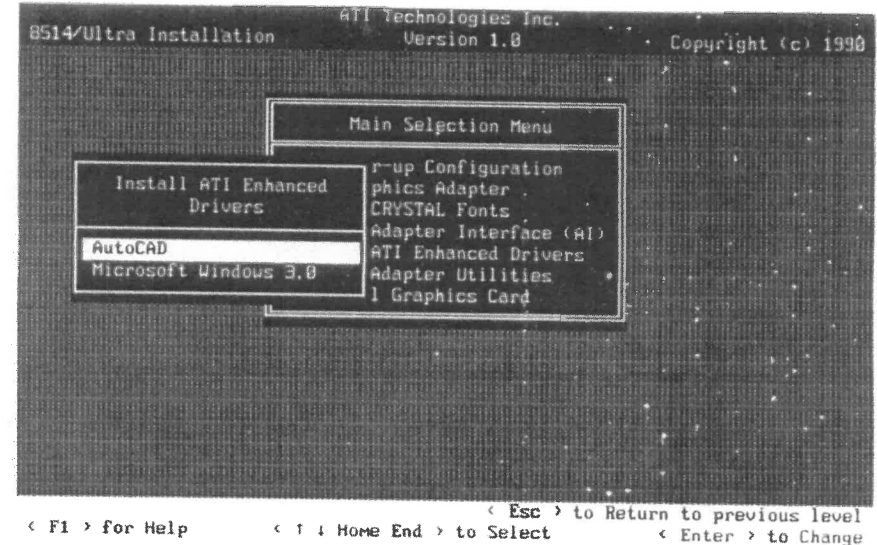 ATI Technologies Inc.
8514/Ultra Installation Version 1.0 Copyright (c) 1990
Main Selection Menu
r-up Configuration
phics Adapter
CRYSTAL Fonts
Adapter Interface (AI)
ATI Enhanced Drivers
Adapter Utilities
l Graphics Card
Install ATI Enhanced
Drivers
AutoCAD
Microsoft Windows 3.0
< Esc > to Return to previous level
< F1 > for Help < ↑ ↓ Home End > to Select < Enter > to Change